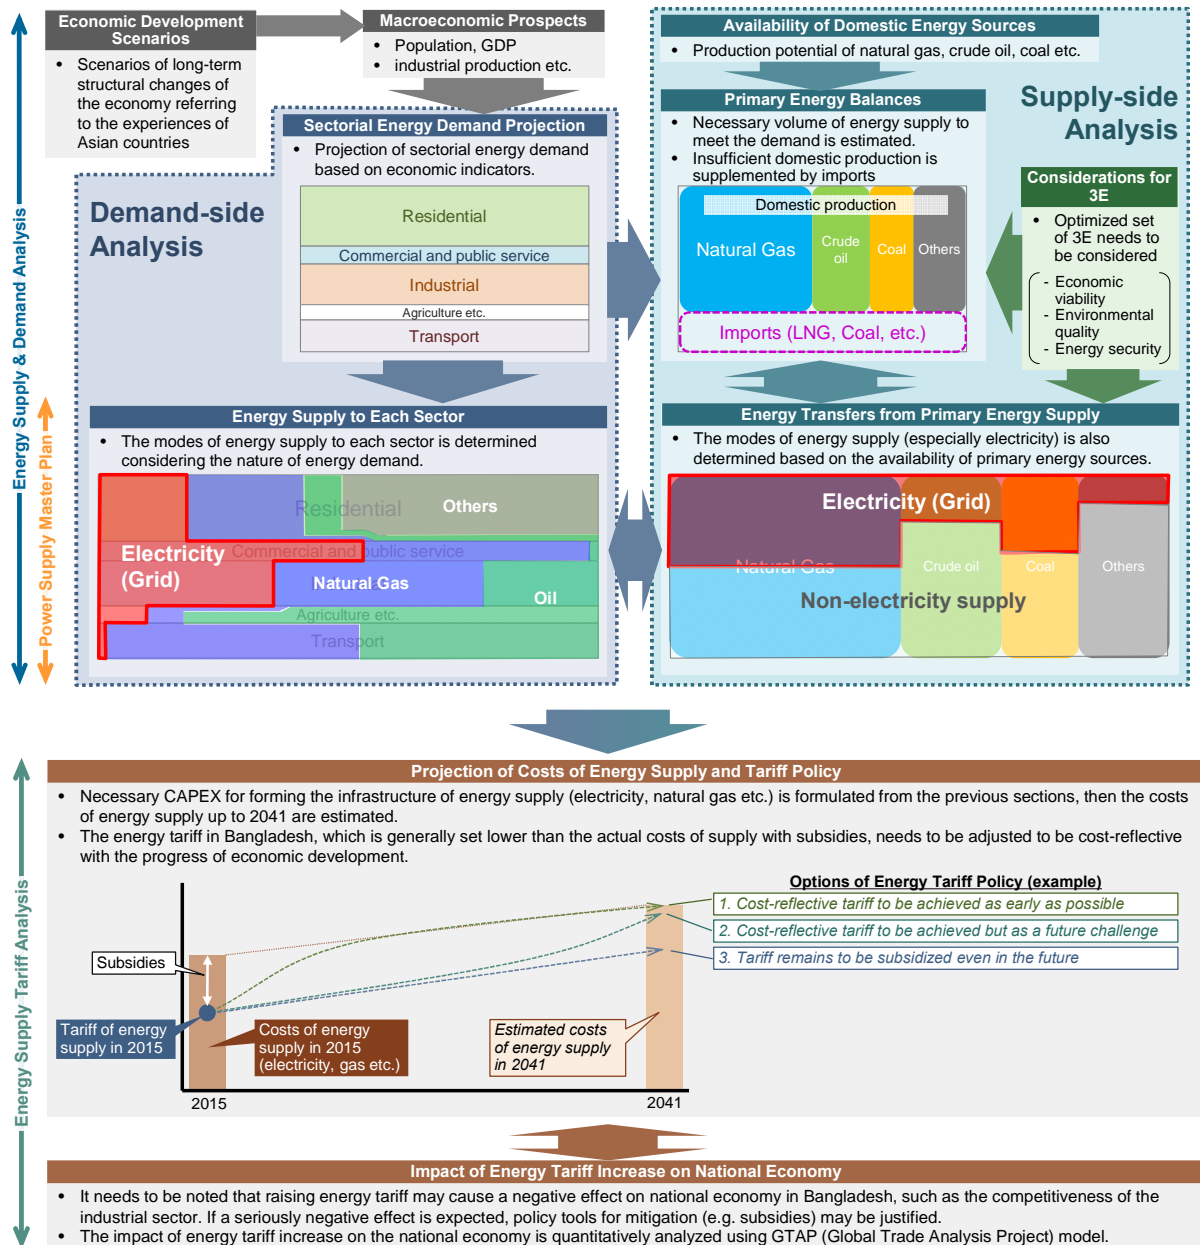 Economic Development
Scenarios
• Scenarios of long-term
structural changes of
the economy referring
to the experiences of
Asian countries
Macroeconomic Prospects
• Population, GDP
• industrial production etc.
Availability of Domestic Energy Sources
• Production potential of natural gas, crude oil, coal etc.
Supply-side
Analysis
Primary Energy Balances
• Necessary volume of energy supply to
meet the demand is estimated.
• Insufficient domestic production is
supplemented by imports
Domestic production
Natural Gas
Crude
oil
Coal
Others
Imports (LNG, Coal, etc.)
Considerations for
3E
• Optimized set
of 3E needs to
be considered
- Economic
viability
- Environmental
quality
- Energy security
Demand-side
Analysis
Sectorial Energy Demand Projection
• Projection of sectorial energy demand
based on economic indicators.
Residential
Commercial and public service
Industrial
Agriculture etc.
Transport
Energy Supply to Each Sector
• The modes of energy supply to each sector is determined
considering the nature of energy demand.
Residential
Others
Electricity
(Grid)
Commercial and public service
Natural Gas
Oil
Agriculture etc.
Transport
Energy Transfers from Primary Energy Supply
• The modes of energy supply (especially electricity) is also
determined based on the availability of primary energy sources.
Electricity (Grid)
Natural Gas
Crude oil
Coal
Others
Non-electricity supply
Energy Supply & Demand Analysis
Power Supply Master Plan
Energy Supply Tariff Analysis
Projection of Costs of Energy Supply and Tariff Policy
• Necessary CAPEX for forming the infrastructure of energy supply (electricity, natural gas etc.) is formulated from the previous sections, then the costs
of energy supply up to 2041 are estimated.
• The energy tariff in Bangladesh, which is generally set lower than the actual costs of supply with subsidies, needs to be adjusted to be cost-reflective
with the progress of economic development.
Options of Energy Tariff Policy (example)
1. Cost-reflective tariff to be achieved as early as possible
2. Cost-reflective tariff to be achieved but as a future challenge
3. Tariff remains to be subsidized even in the future
Subsidies
Tariff of energy
supply in 2015
Costs of energy
supply in 2015
(electricity, gas etc.)
Estimated costs
of energy supply
in 2041
2015
2041
Impact of Energy Tariff Increase on National Economy
• It needs to be noted that raising energy tariff may cause a negative effect on national economy in Bangladesh, such as the competitiveness of the
industrial sector. If a seriously negative effect is expected, policy tools for mitigation (e.g. subsidies) may be justified.
• The impact of energy tariff increase on the national economy is quantitatively analyzed using GTAP (Global Trade Analysis Project) model.